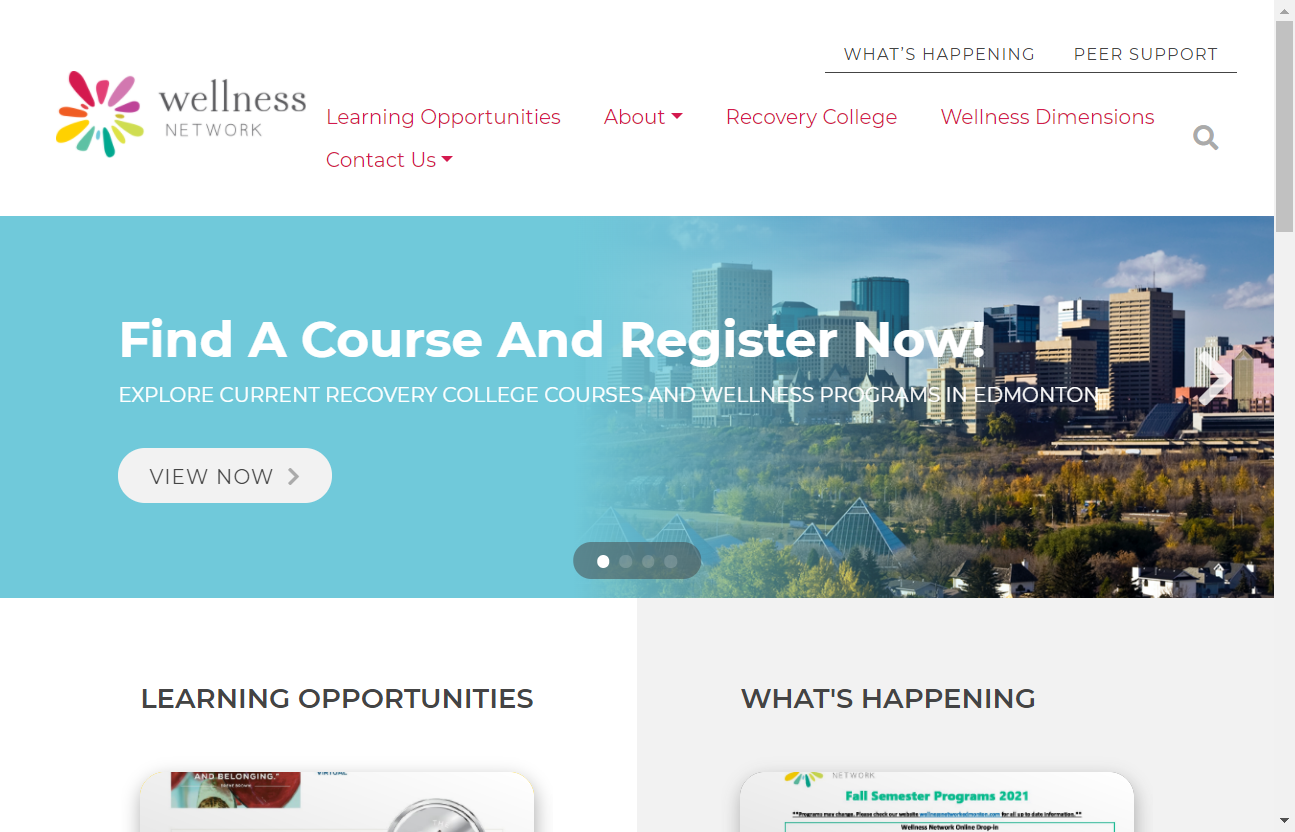 WHAT'S HAPPENING PEER SUPPORT
wellness
NETWORK
Learning Opportunities About Recovery College Wellness Dimensions
Contact Us
Find A Course And Register Now!
EXPLORE CURRENT RECOVERY COLLEGE COURSES AND WELLNESS PROGRAMS IN EDMONTON.
VIEW NOW
LEARNING OPPORTUNITIES
WHAT'S HAPPENING
AND BELONGING."
VIRTUAL
NETWORK
Fall Semester Programs 2021
**Programs may change. Please check our website wellnessnetworkedmonton.com for all up to date information.**
Wellness Network Online Drop-in